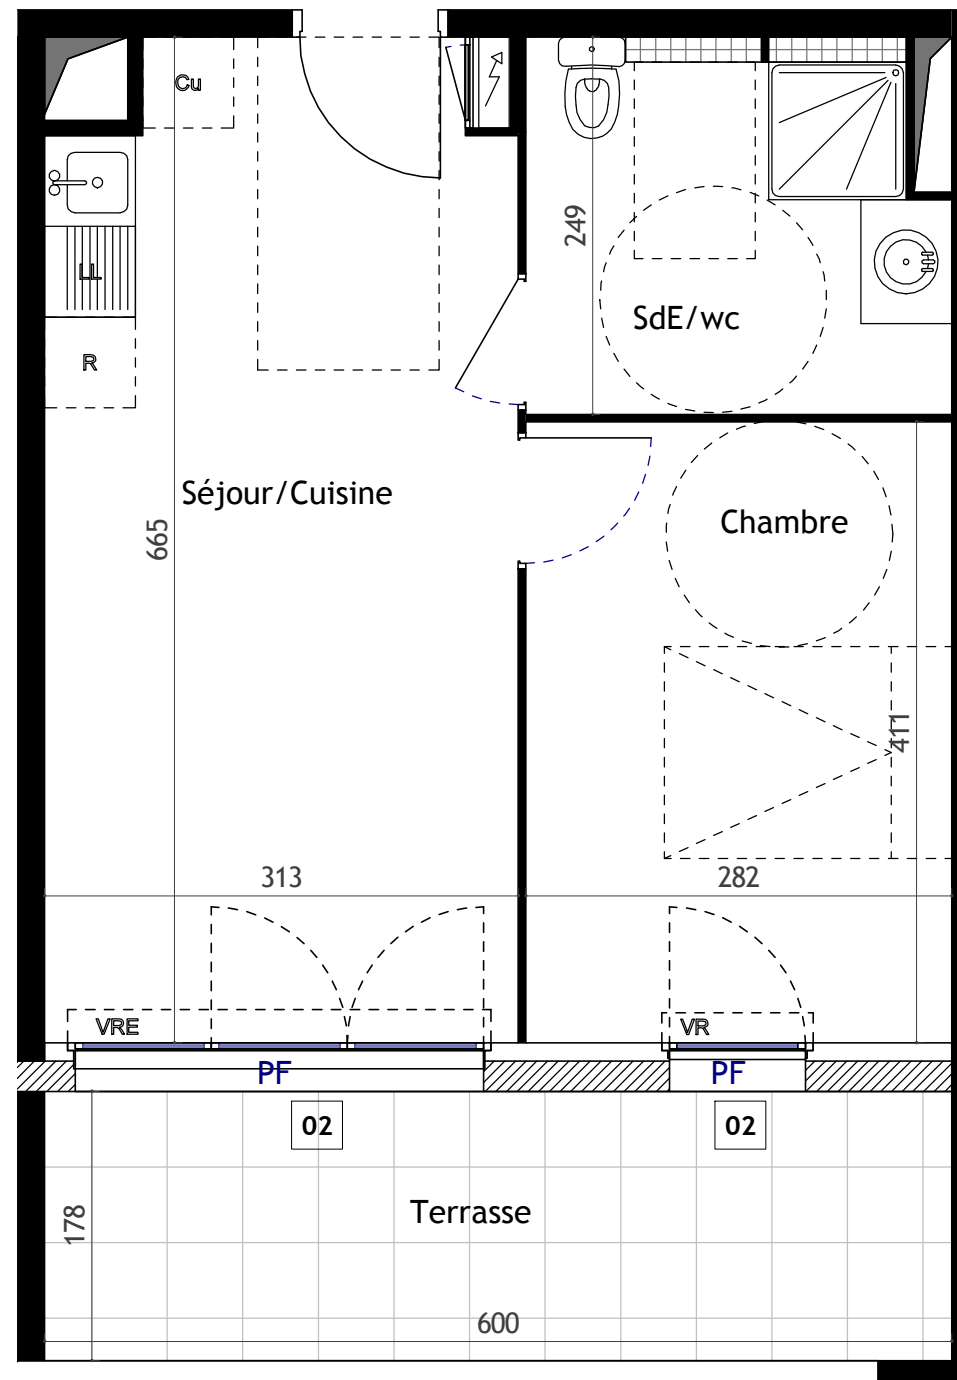 Cu
249
LL
SdE/wc
R
Séjour/Cuisine
665
Chambre
411
313
282
VRE
VR
PF
PF
02
02
Terrasse
178
600